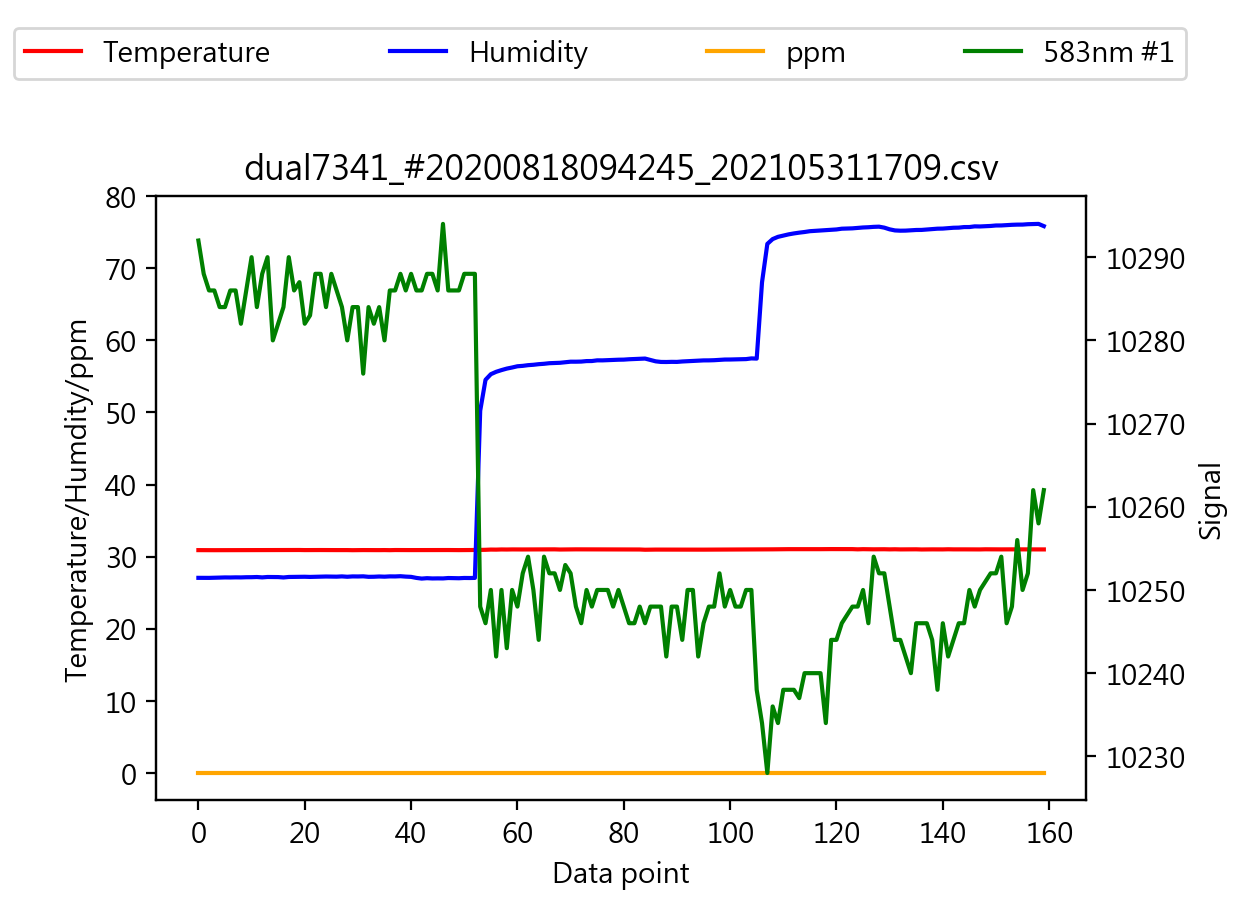 Temperature Humidity ppm 583nm #1
dual7341_#20200818094245_202105311709.csv
80
70
60
50
40
30
20
10
0
Temperature/Humdity/ppm
10290
10280
10270
10260
10250
10240
10230
Signal
0 20 40 60 80 100 120 140 160
Data point